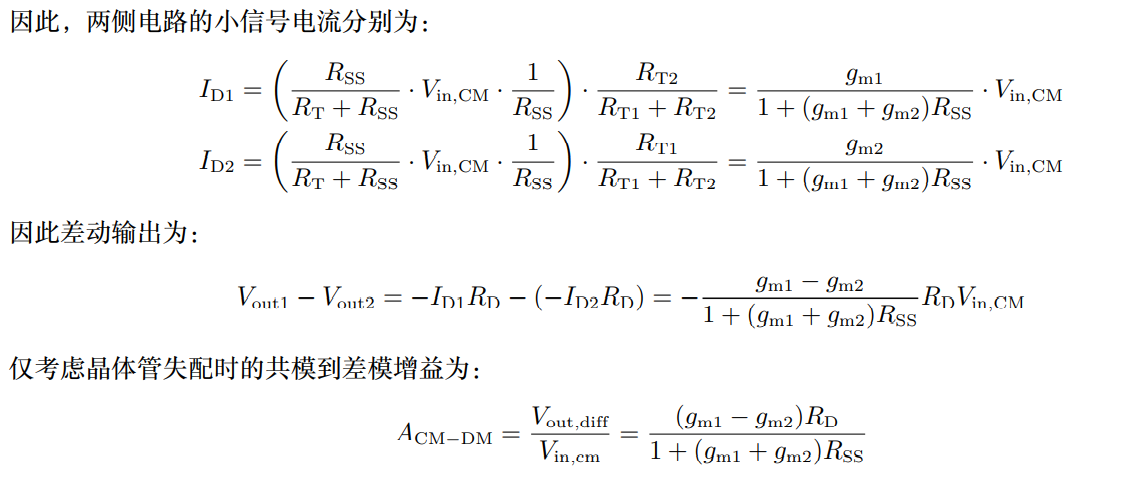 因此，两侧电路的小信号电流分别为：
$I_{\mathrm{D1}} = \left( \frac{R_{\mathrm{SS}}}{R_{\mathrm{T}} + R_{\mathrm{SS}}} \cdot V_{\mathrm{in,CM}} \cdot \frac{1}{R_{\mathrm{SS}}} \right) \cdot \frac{R_{\mathrm{T2}}}{R_{\mathrm{T1}} + R_{\mathrm{T2}}} = \frac{g_{\mathrm{m1}}}{1 + (g_{\mathrm{m1}} + g_{\mathrm{m2}})R_{\mathrm{SS}}} \cdot V_{\mathrm{in,CM}}$
$I_{\mathrm{D2}} = \left( \frac{R_{\mathrm{SS}}}{R_{\mathrm{T}} + R_{\mathrm{SS}}} \cdot V_{\mathrm{in,CM}} \cdot \frac{1}{R_{\mathrm{SS}}} \right) \cdot \frac{R_{\mathrm{T1}}}{R_{\mathrm{T1}} + R_{\mathrm{T2}}} = \frac{g_{\mathrm{m2}}}{1 + (g_{\mathrm{m1}} + g_{\mathrm{m2}})R_{\mathrm{SS}}} \cdot V_{\mathrm{in,CM}}$
因此差动输出为：
$V_{\mathrm{out1}} - V_{\mathrm{out2}} = -I_{\mathrm{D1}}R_{\mathrm{D}} - (-I_{\mathrm{D2}}R_{\mathrm{D}}) = -\frac{g_{\mathrm{m1}} - g_{\mathrm{m2}}}{1 + (g_{\mathrm{m1}} + g_{\mathrm{m2}})R_{\mathrm{SS}}} R_{\mathrm{D}}V_{\mathrm{in,CM}}$
仅考虑晶体管失配时的共模到差模增益为：
$A_{\mathrm{CM-DM}} = \frac{V_{\mathrm{out,diff}}}{V_{\mathrm{in,cm}}} = \frac{(g_{\mathrm{m1}} - g_{\mathrm{m2}})R_{\mathrm{D}}}{1 + (g_{\mathrm{m1}} + g_{\mathrm{m2}})R_{\mathrm{SS}}}$